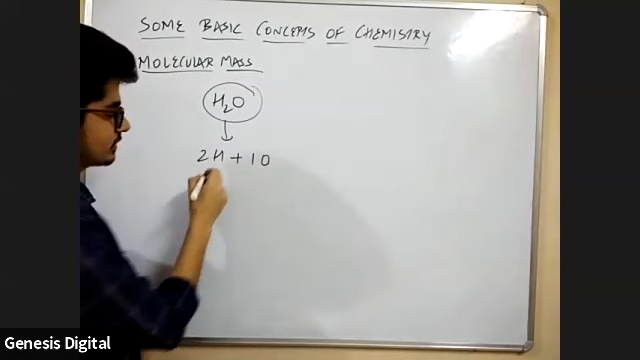 SOME BASIC CONCEPTS OF CHEMISTRY
MOLECULAR MASS
H₂O
2H + 1O
Genesis Digital